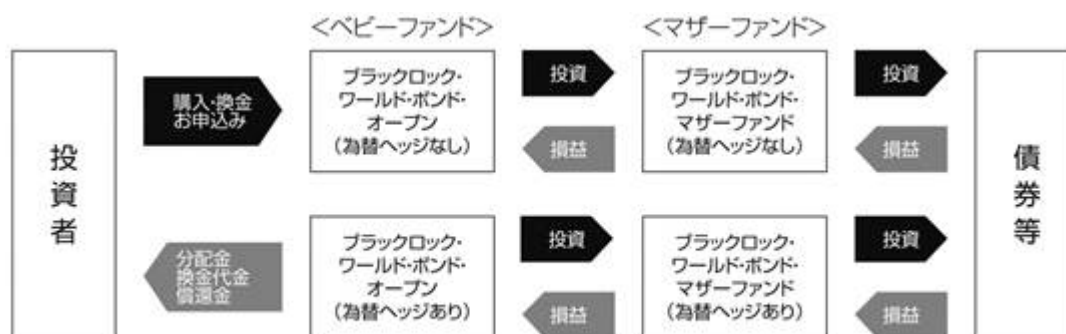 <ベビーファンド>
<マザーファンド>
投資者
購入・換金
お申込み
ブラックロック・
ワールド・ボンド・
オープン
(為替ヘッジなし)
投資
損益
ブラックロック・
ワールド・ボンド・
マザーファンド
(為替ヘッジなし)
投資
損益
債券等
分配金
換金代金
償還金
ブラックロック・
ワールド・ボンド・
オープン
(為替ヘッジあり)
投資
損益
ブラックロック・
ワールド・ボンド・
マザーファンド
(為替ヘッジあり)
投資
損益